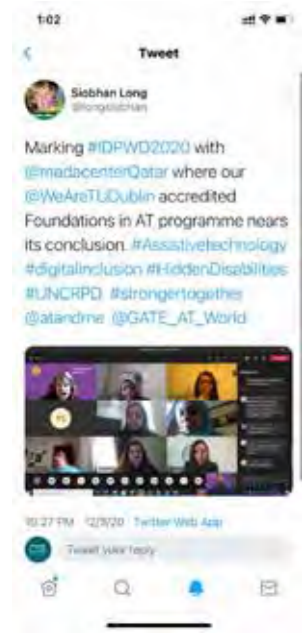 1:02
Tweet
Siobhan Long
@longsiobhan
Marking #IDPWD2020 with
@madacenterQatar where our
@WeAreTUDublin accredited
Foundations in AT programme nears
its conclusion. #Assistivetechnology
#digitalinclusion #HiddenDisabilities
#UNCRPD #strongertogether
@atandme @GATE_AT_World
10:27 PM · 12/3/20 · Twitter Web App
Tweet your reply